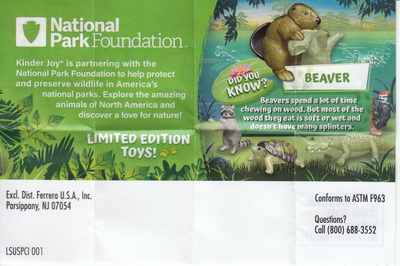 National
Park Foundation™
Kinder Joy® is partnering with the
National Park Foundation to help protect
and preserve wildlife in America's
national parks. Explore the amazing
animals of North America and
discover a love for nature!
LIMITED EDITION
TOYS!
DID YOU
KNOW?
BEAVER
Beavers spend a lot of time
chewing on wood. But most of the
wood they eat is soft or wet and
doesn't have many splinters.
Excl. Dist. Ferrero U.S.A., Inc.
Parsippany, NJ 07054
LSUSPCI 001
Conforms to ASTM F963
Questions?
Call (800) 688-3552